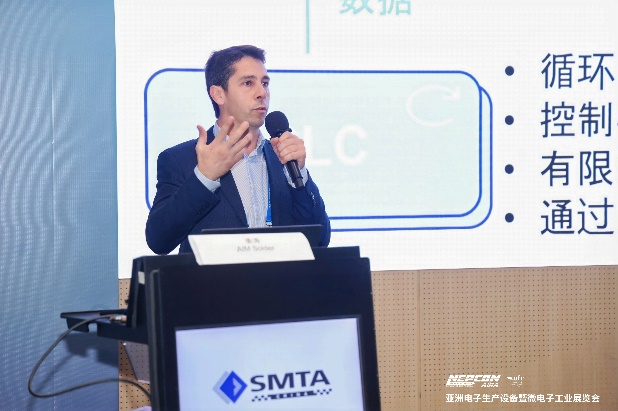 数据
LC
循环
控制
有限
通过
AIM Solder
SMTA
CHINA
NEPCON
ASIA
亚洲电子生产设备暨微电子工业展览会